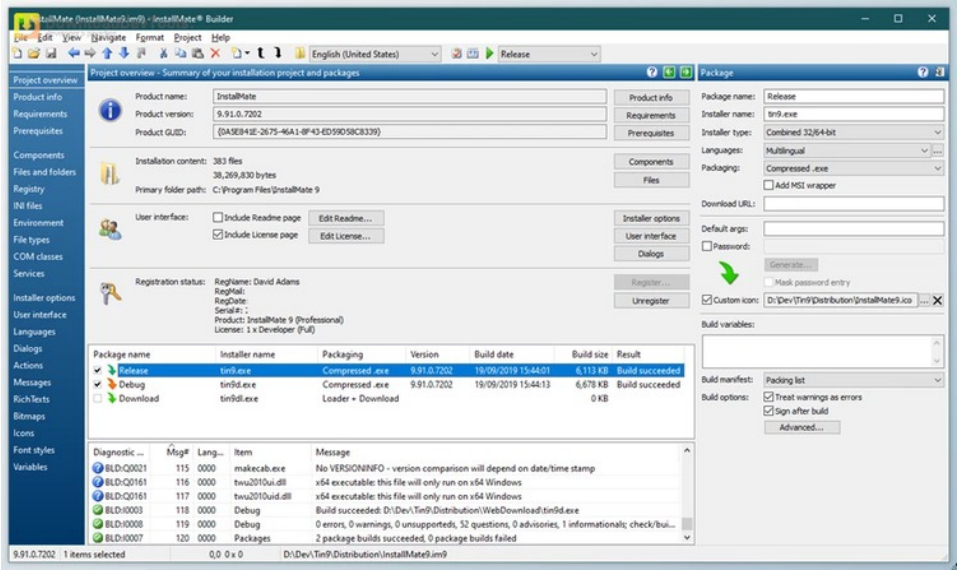 InstallMate (InstallMate9.im9) - InstallMate® Builder
File Edit View Navigate Format Project Help
English (United States) Release
Project overview
Product info
Requirements
Prerequisites
Components
Files and folders
Registry
INI files
Environment
File types
COM classes
Services
Installer options
User interface
Languages
Dialogs
Actions
Messages
RichTexts
Bitmaps
Icons
Font styles
Variables
Project overview - Summary of your installation project and packages
Product name: InstallMate Product info
Product version: 9.91.0.7202 Requirements
Product GUID: Prerequisites
Installation content: 383 files Components
38,269,830 bytes Files
Primary folder path: C:\Program Files\InstallMate 9
User interface: Include Readme page Edit Readme... Installer options
Include License page Edit License... User interface
Dialogs
Registration status: RegName: David Adams Register...
RegMail:
RegDate:
Serial#: : Unregister
Product: InstallMate 9 (Professional)
License: 1 x Developer (Full)
Package name Installer name Packaging Version Build date Build size Result
Release tin9.exe Compressed .exe 9.91.0.7202 19/09/2019 15:44:01 6,113 KB Build succeeded
Debug tin9d.exe Compressed .exe 9.91.0.7202 19/09/2019 15:44:13 6,678 KB Build succeeded
Download tin9dl.exe Loader + Download 0 KB
Diagnostic ... Msg# Lang... Item Message
BLD:Q0021 115 0000 makecab.exe No VERSIONINFO - version comparison will depend on date/time stamp
BLD:Q0161 116 0000 twu2010ui.dll x64 executable: this file will only run on x64 Windows
BLD:Q0161 117 0000 twu2010uid.dll x64 executable: this file will only run on x64 Windows
BLD:I0003 118 0000 Debug Build succeeded: D:\Dev\Tin9\Distribution\WebDownload\tin9d.exe
BLD:I0008 119 0000 Debug 0 errors, 0 warnings, 0 unsupporteds, 52 questions, 0 advisories, 1 informationals; check/bui...
BLD:I0007 120 0000 Packages 2 package builds succeeded, 0 package builds failed
Package
Package name: Release
Installer name: tin9.exe
Installer type: Combined 32/64-bit
Languages: Multilingual ...
Packaging: Compressed .exe
Add MSI wrapper
Download URL:
Default args:
Password:
Generate...
Mask password entry
Custom icon: D:\Dev\Tin9\Distribution\InstallMate9.ico ...
Build variables:
Build manifest: Packing list
Build options: Treat warnings as errors
Sign after build
Advanced...
9.91.0.7202 1 items selected 0,0 0 x 0 D:\Dev\Tin9\Distribution\InstallMate9.im9